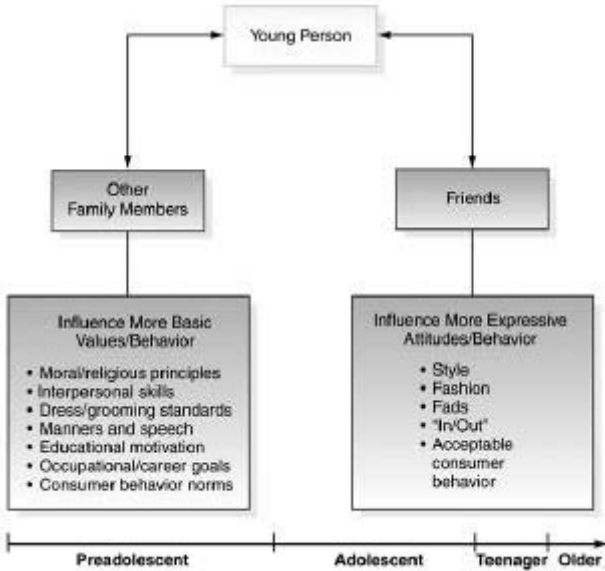 Young Person
Other
Family Members
Friends
Influence More Basic
Values/Behavior
• Moral/religious principles
• Interpersonal skills
• Dress/grooming standards
• Manners and speech
• Educational motivation
• Occupational/career goals
• Consumer behavior norms
Influence More Expressive
Attitudes/Behavior
• Style
• Fashion
• Fads
• "In/Out"
• Acceptable
consumer
behavior
Preadolescent
Adolescent
Teenager
Older